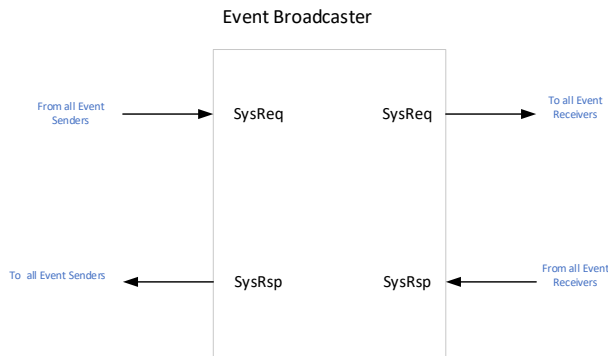 Event Broadcaster
From all Event
Senders
SysReq
SysReq
To all Event
Receivers
To all Event Senders
SysRsp
SysRsp
From all Event
Receivers